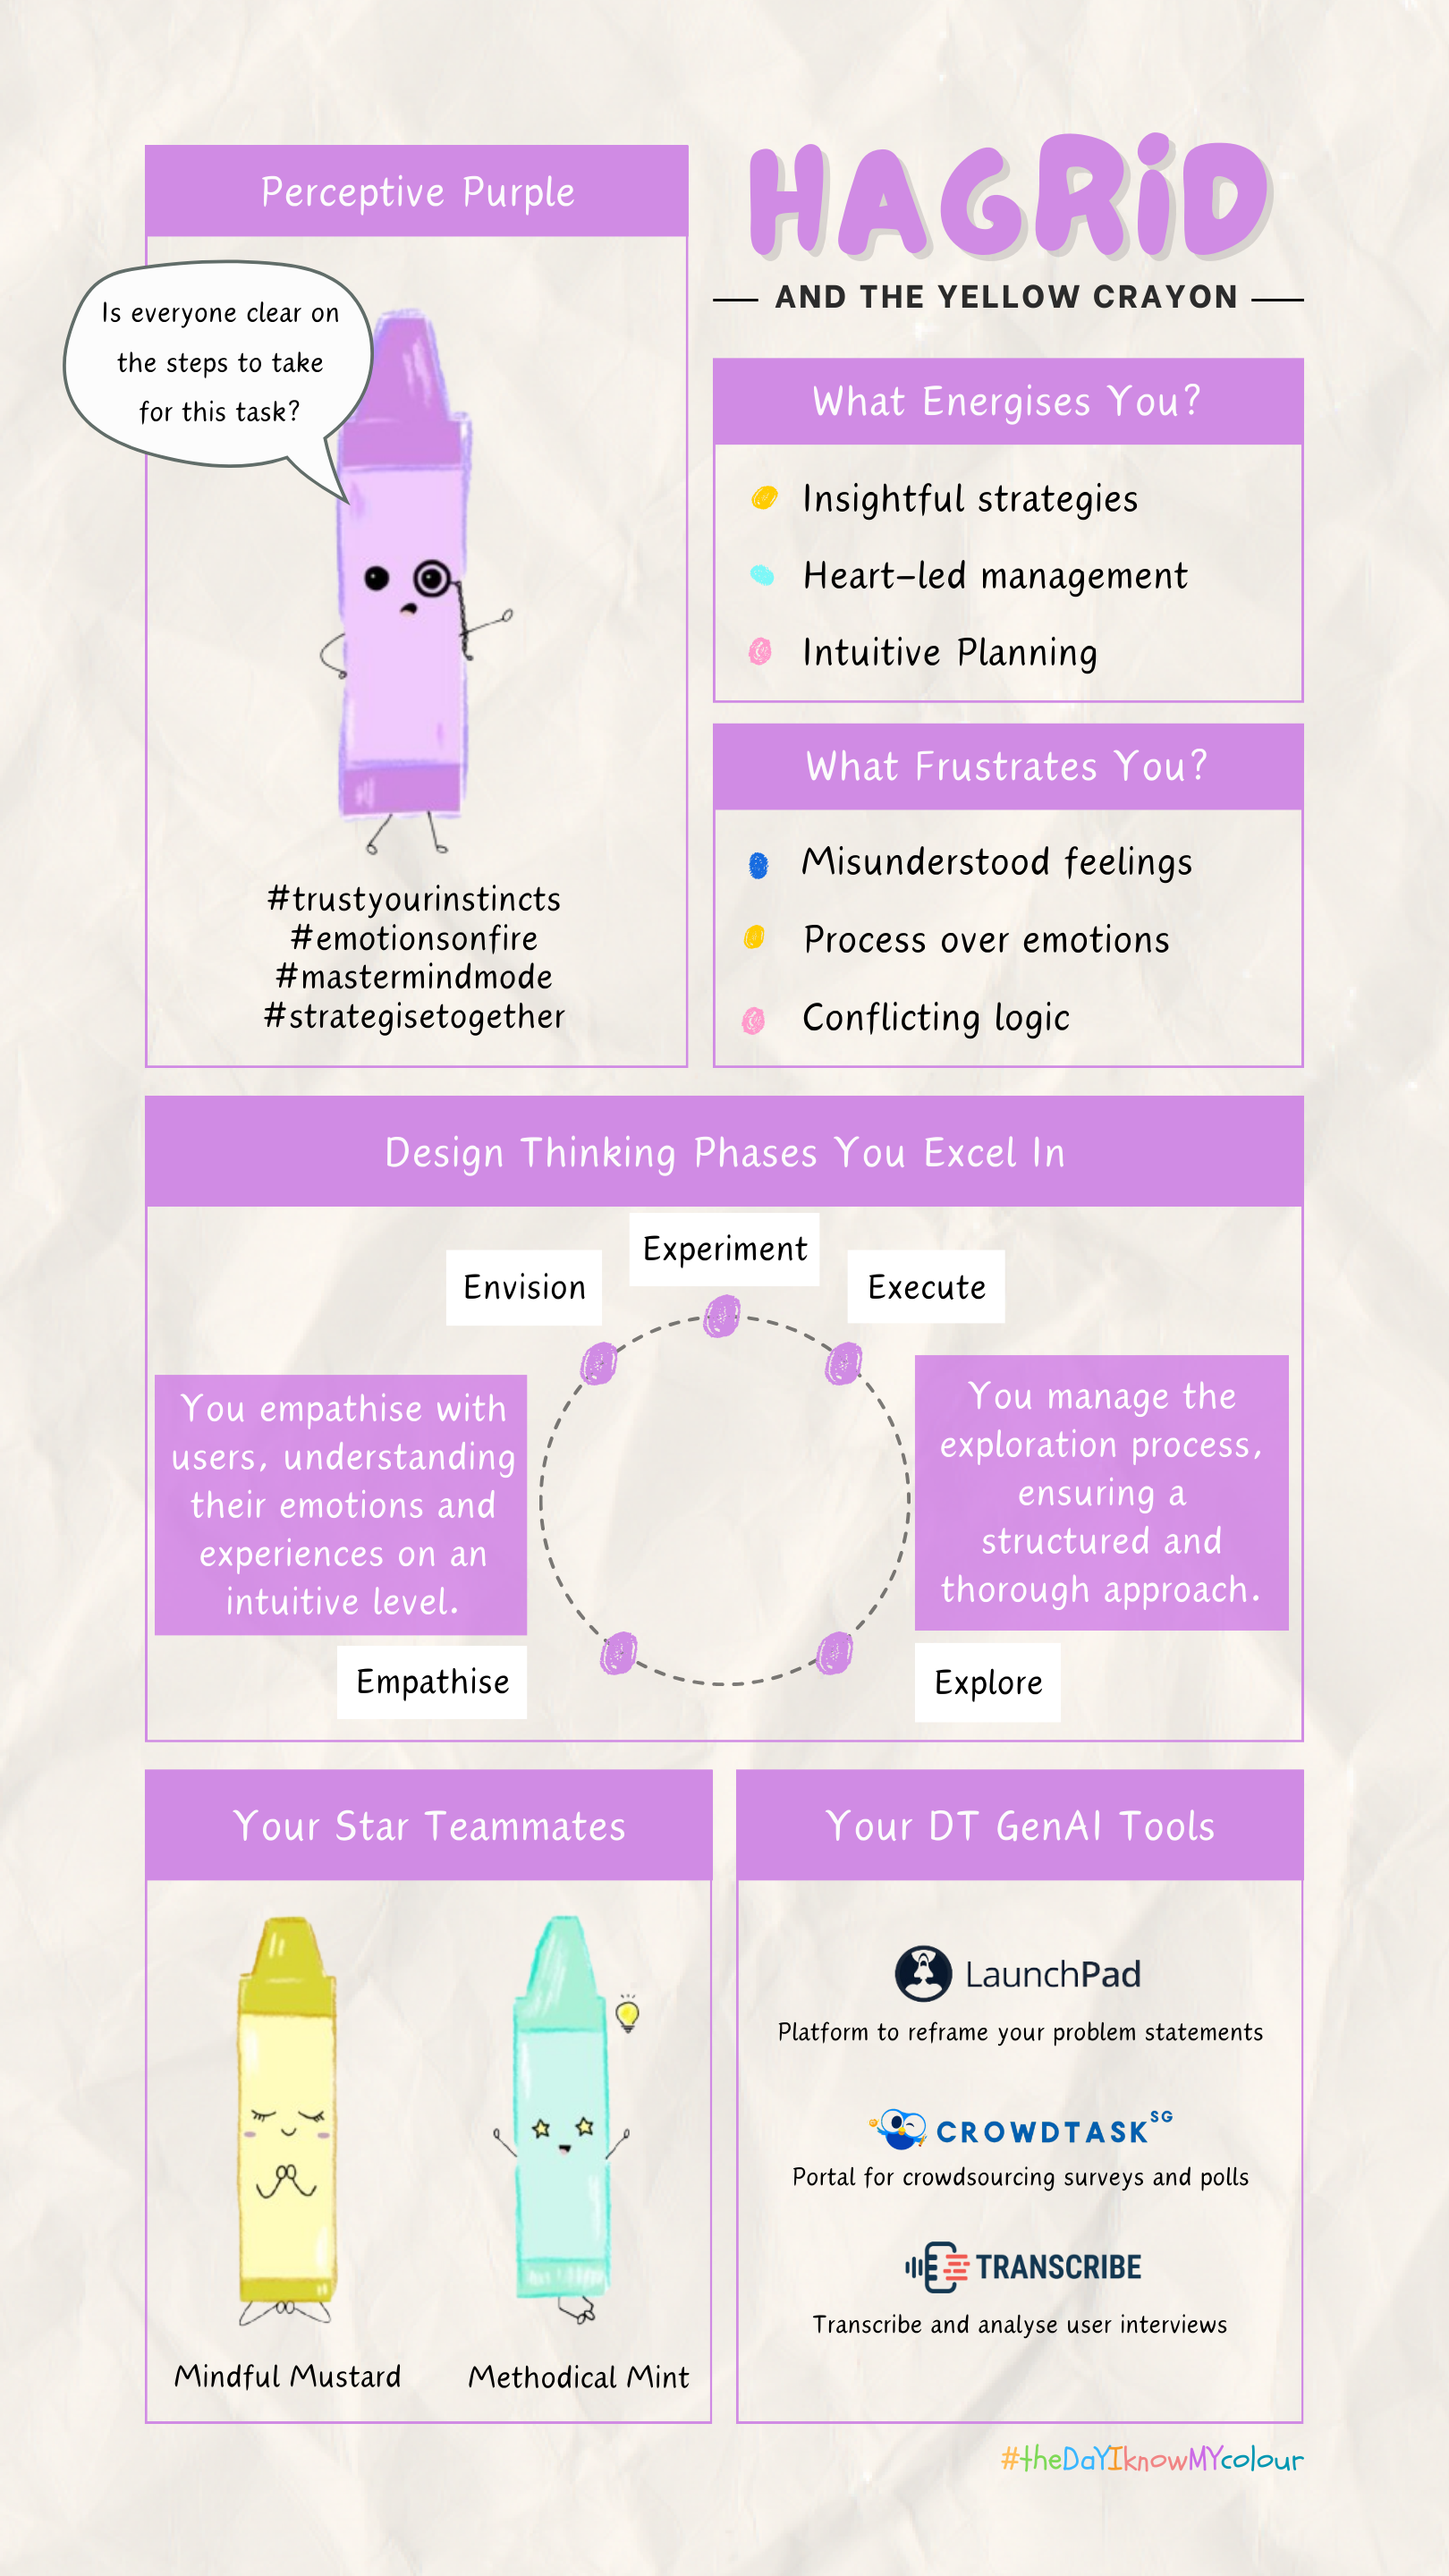 Perceptive Purple
Is everyone clear on
the steps to take
for this task?
#trustyourinstincts
#emotionsonfire
#mastermindmode
#strategisetogether
HAGRiD
AND THE YELLOW CRAYON
What Energises You?
Insightful strategies
Heart-led management
Intuitive Planning
What Frustrates You?
Misunderstood feelings
Process over emotions
Conflicting logic
Design Thinking Phases You Excel In
Experiment
Envision
Execute
You empathise with
users, understanding
their emotions and
experiences on an
intuitive level.
You manage the
exploration process,
ensuring a
structured and
thorough approach.
Empathise
Explore
Your Star Teammates
Mindful Mustard
Methodical Mint
Your DT GenAI Tools
LaunchPad
Platform to reframe your problem statements
CROWDTASK SG
Portal for crowdsourcing surveys and polls
TRANSCRIBE
Transcribe and analyse user interviews
#theDaYIknowMYcolour